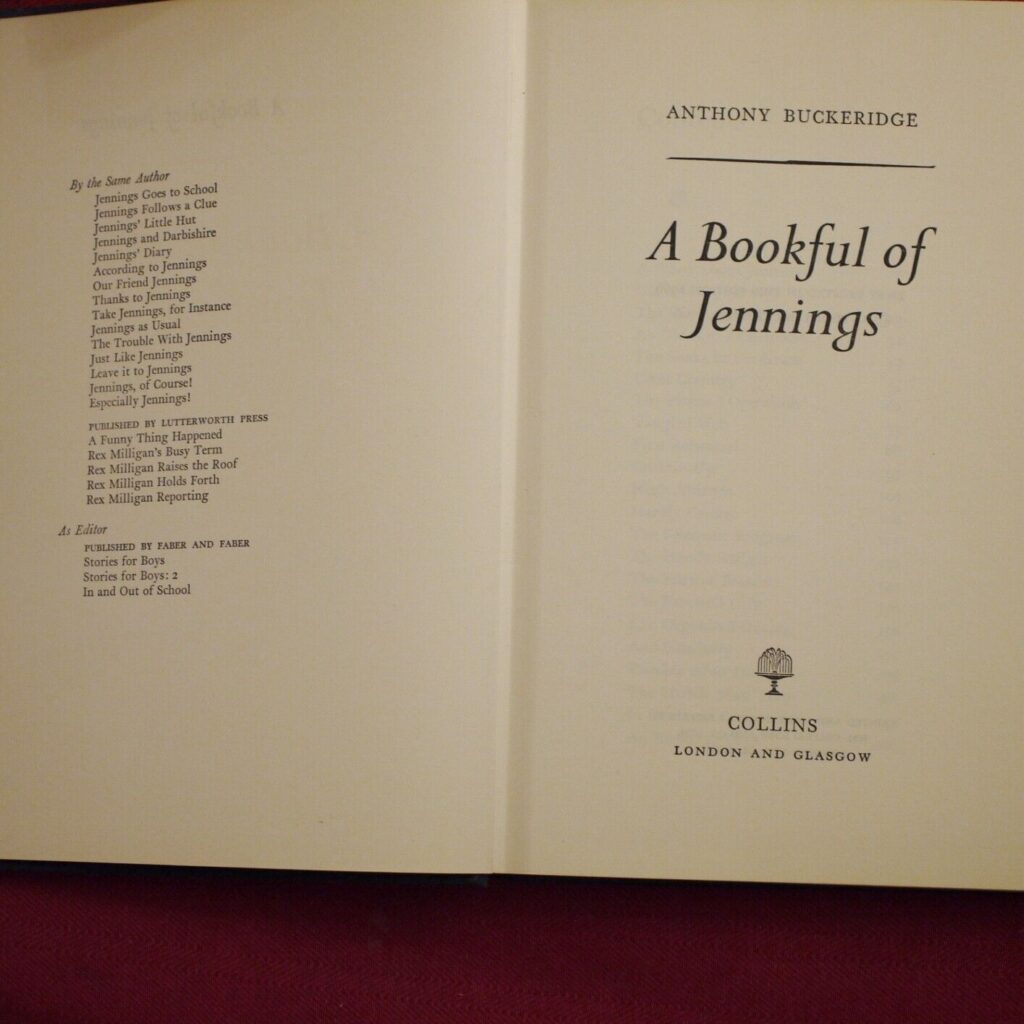 By the Same Author
Jennings Goes to School
Jennings Follows a Clue
Jennings' Little Hut
Jennings and Darbishire
Jennings' Diary
According to Jennings
Our Friend Jennings
Thanks to Jennings
Take Jennings, for Instance
Jennings as Usual
The Trouble With Jennings
Just Like Jennings
Leave it to Jennings
Jennings, of Course!
Especially Jennings!
PUBLISHED BY LUTTERWORTH PRESS
A Funny Thing Happened
Rex Milligan's Busy Term
Rex Milligan Raises the Roof
Rex Milligan Holds Forth
Rex Milligan Reporting
As Editor
PUBLISHED BY FABER AND FABER
Stories for Boys
Stories for Boys: 2
In and Out of School
ANTHONY BUCKERIDGE
A Bookful of
Jennings
COLLINS
LONDON AND GLASGOW